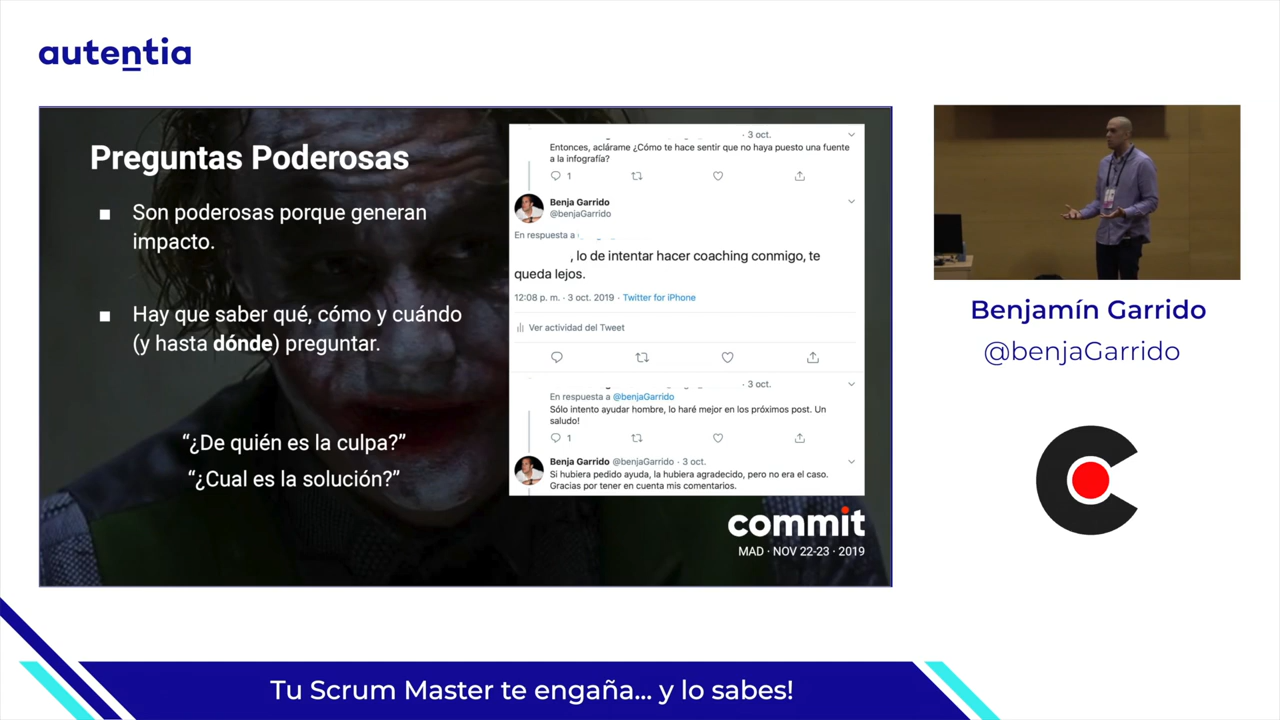 autentia
Preguntas Poderosas
Son poderosas porque generan
impacto.
Hay que saber qué, cómo y cuándo
(y hasta dónde) preguntar.
“¿De quién es la culpa?”
“¿Cual es la solución?”
· 3 oct.
Entonces, aclárame ¿Cómo te hace sentir que no haya puesto una fuente
a la infografía?
1
Benja Garrido
@benjaGarrido
En respuesta a
, lo de intentar hacer coaching conmigo, te
queda lejos.
12:08 p. m. · 3 oct. 2019 · Twitter for iPhone
Ver actividad del Tweet
· 3 oct.
En respuesta a @benjaGarrido
Sólo intento ayudar hombre, lo haré mejor en los próximos post. Un
saludo!
1
Benja Garrido @benjaGarrido · 3 oct.
Si hubiera pedido ayuda, la hubiera agradecido, pero no era el caso.
Gracias por tener en cuenta mis comentarios.
commit
MAD · NOV 22-23 · 2019
Benjamín Garrido
@benjaGarrido
Tu Scrum Master te engaña... y lo sabes!